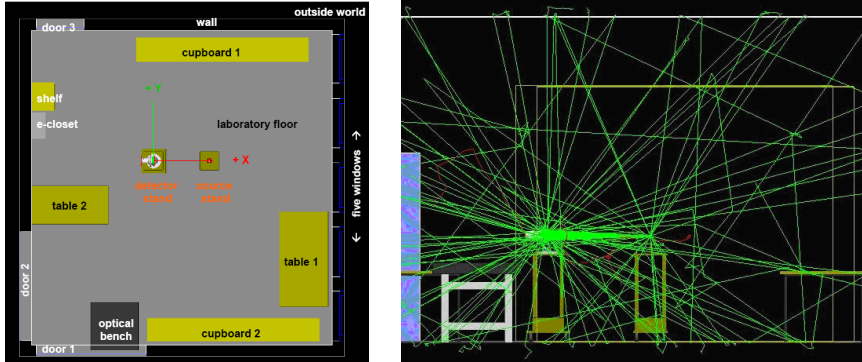 outside world
door 3
wall
cupboard 1
+ Y
shelf
e-closet
laboratory floor
+ X
detector
stand
source
stand
five windows
table 2
table 1
door 2
optical
bench
cupboard 2
door 1